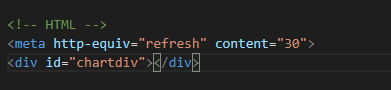 <!-- HTML -->
<meta http-equiv="refresh" content="30">
<div id="chartdiv"></div>